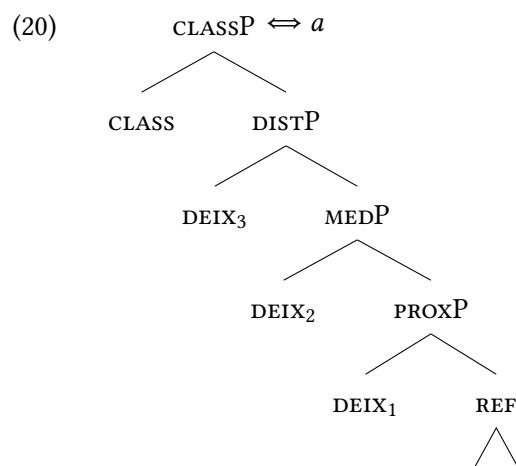 (20) CLASSP ⇔ a
CLASS DISTP
DEIX₃ MEDP
DEIX₂ PROXP
DEIX₁ REF